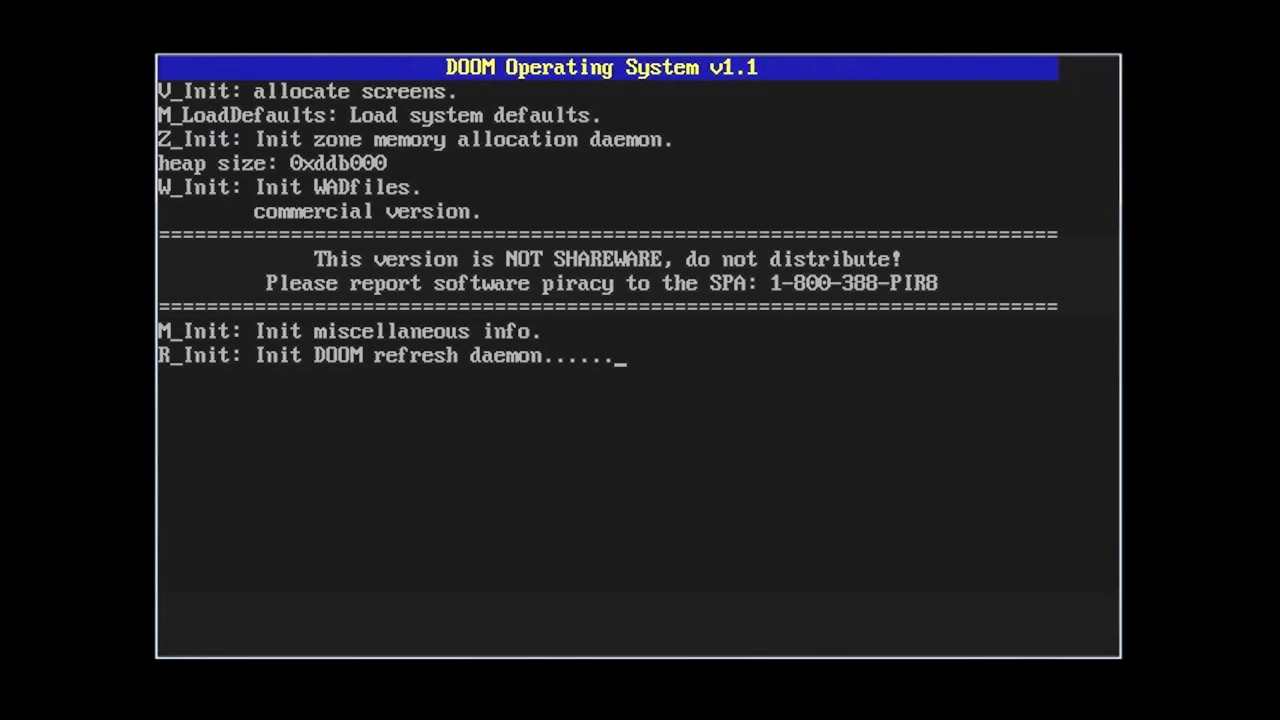 DOOM Operating System v1.1
V_Init: allocate screens.
M_LoadDefaults: Load system defaults.
Z_Init: Init zone memory allocation daemon.
heap size: 0xddb000
W_Init: Init WADfiles.
commercial version.
===========================================================================
This version is NOT SHAREWARE, do not distribute!
Please report software piracy to the SPA: 1-800-388-PIR8
===========================================================================
M_Init: Init miscellaneous info.
R_Init: Init DOOM refresh daemon......_